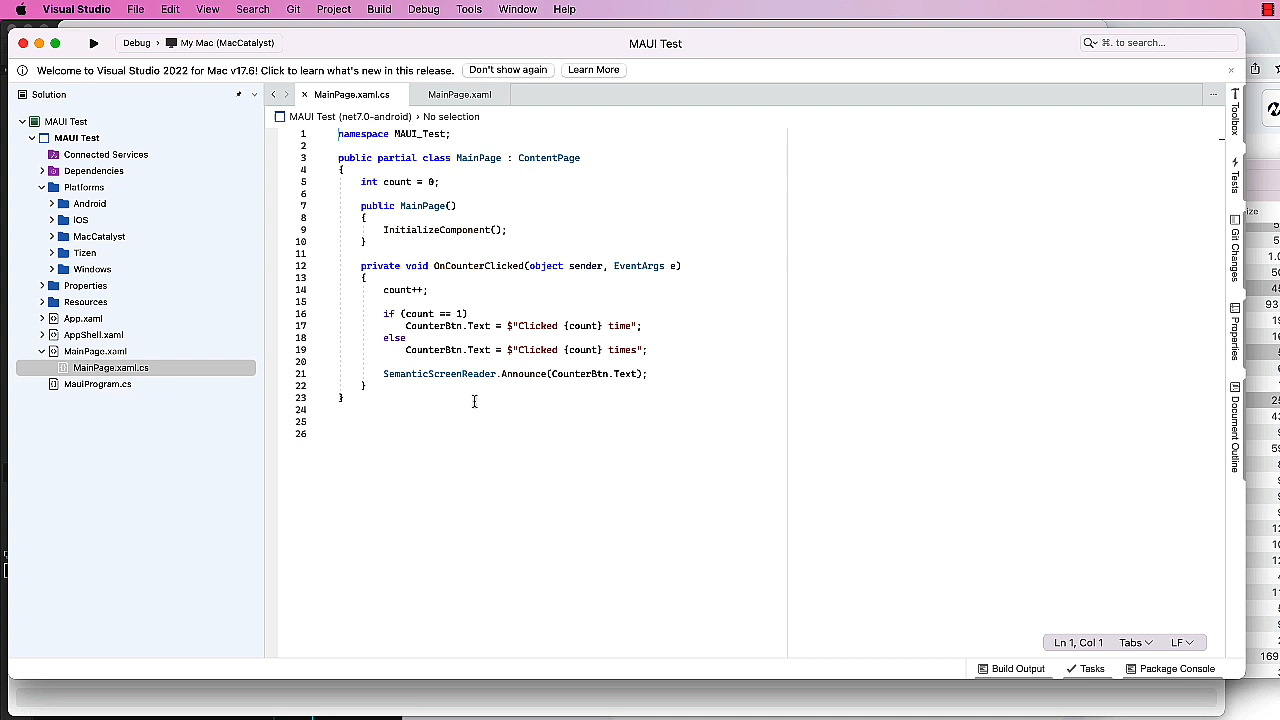 Visual Studio File Edit View Search Git Project Build Debug Tools Window Help
Debug › My Mac (MacCatalyst)
MAUI Test
⌘. to search...
Welcome to Visual Studio 2022 for Mac v17.6! Click to learn what's new in this release.
Don't show again
Learn More
Solution
MAUI Test
MAUI Test
Connected Services
Dependencies
Platforms
Android
iOS
MacCatalyst
Tizen
Windows
Properties
Resources
App.xaml
AppShell.xaml
MainPage.xaml
MainPage.xaml.cs
MauiProgram.cs
MainPage.xaml.cs
MainPage.xaml
MAUI Test (net7.0-android) › No selection
1 namespace MAUI_Test;
2
3 public partial class MainPage : ContentPage
4 {
5 int count = 0;
6
7 public MainPage()
8 {
9 InitializeComponent();
10 }
11
12 private void OnCounterClicked(object sender, EventArgs e)
13 {
14 count++;
15
16 if (count == 1)
17 CounterBtn.Text = $"Clicked {count} time";
18 else
19 CounterBtn.Text = $"Clicked {count} times";
20
21 SemanticScreenReader.Announce(CounterBtn.Text);
22 }
23 }
24
25
26
Toolbox
Tests
Git Changes
Properties
Document Outline
Ln 1, Col 1 Tabs LF
Build Output
Tasks
Package Console